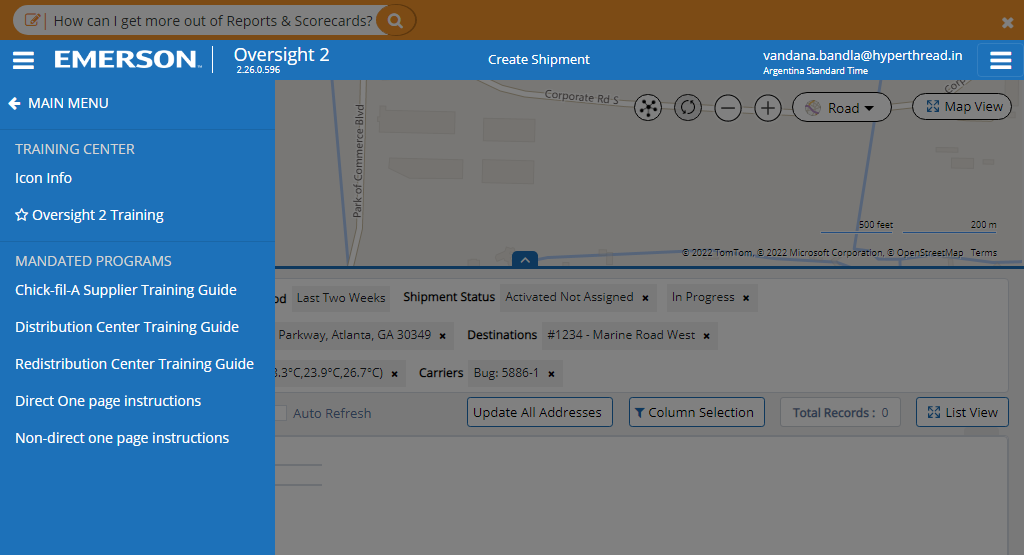 How can I get more out of Reports & Scorecards?
EMERSON
Oversight 2
2.26.0.596
Create Shipment
vandana.bandla@hyperthread.in
Argentina Standard Time
MAIN MENU
TRAINING CENTER
Icon Info
Oversight 2 Training
MANDATED PROGRAMS
Chick-fil-A Supplier Training Guide
Distribution Center Training Guide
Redistribution Center Training Guide
Direct One page instructions
Non-direct one page instructions
Corporate Rd S
Park of Commerce Blvd
Road
Map View
500 feet
200 m
© 2022 TomTom, © 2022 Microsoft Corporation, © OpenStreetMap Terms
Last Two Weeks
Shipment Status
Activated Not Assigned
In Progress
Parkway, Atlanta, GA 30349
Destinations
#1234 - Marine Road West
3.3°C,23.9°C,26.7°C)
Carriers
Bug: 5886-1
Auto Refresh
Update All Addresses
Column Selection
Total Records : 0
List View